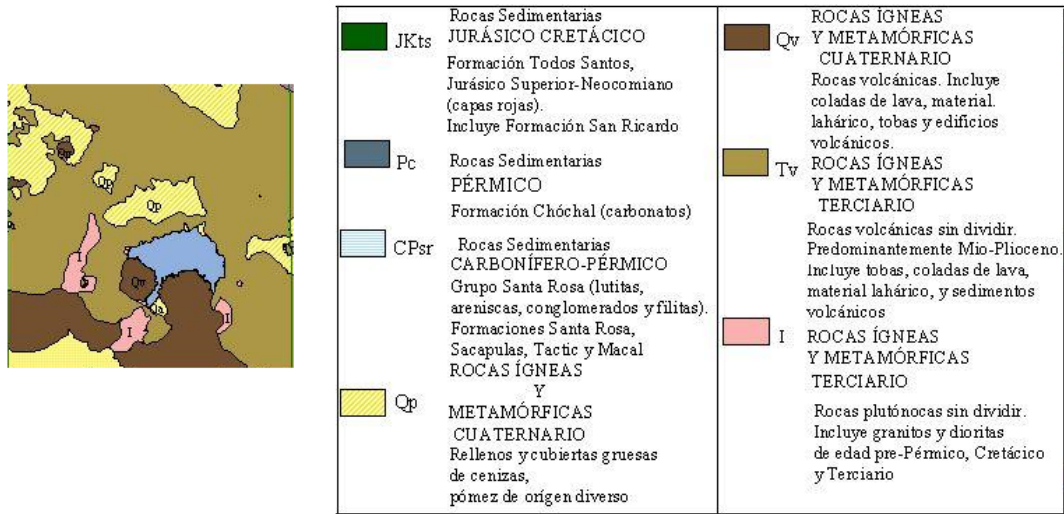 Qp
Qp
Qp
I
Qv
I
I
JKts
Rocas Sedimentarias
JURÁSICO CRETÁCICO
Formación Todos Santos,
Jurásico Superior-Neocomiano
(capas rojas).
Incluye Formación San Ricardo
Pc
Rocas Sedimentarias
PÉRMICO
Formación Chóchal (carbonatos)
CPsr
Rocas Sedimentarias
CARBONÍFERO-PÉRMICO
Grupo Santa Rosa (lutitas,
areniscas, conglomerados y filitas).
Formaciones Santa Rosa,
Sacapulas, Tactic y Macal
ROCAS ÍGNEAS
Y
Qp
METAMÓRFICAS
CUATERNARIO
Rellenos y cubiertas gruesas
de cenizas,
pómez de orígen diverso
ROCAS ÍGNEAS
Qv
Y METAMÓRFICAS
CUATERNARIO
Rocas volcánicas. Incluye
coladas de lava, material.
lahárico, tobas y edificios
volcánicos.
Tv
ROCAS ÍGNEAS
Y METAMÓRFICAS
TERCIARIO
Rocas volcánicas sin dividir.
Predominantemente Mio-Plioceno.
Incluye tobas, coladas de lava,
material lahárico, y sedimentos
volcánicos
I
ROCAS ÍGNEAS
Y METAMÓRFICAS
TERCIARIO
Rocas plutónocas sin dividir.
Incluye granitos y dioritas
de edad pre-Pérmico, Cretácico
y Terciario